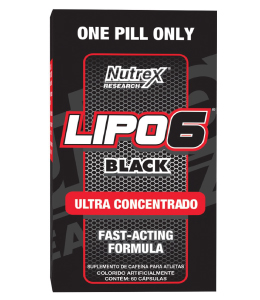 ONE PILL ONLY
Nutrex
RESEARCH
LIPO6
BLACK
ULTRA CONCENTRADO
FAST-ACTING
FORMULA
SUPLEMENTO DE CAFEÍNA PARA ATLETAS
COLORIDO ARTIFICIALMENTE
CONTÉM: 60 CÁPSULAS